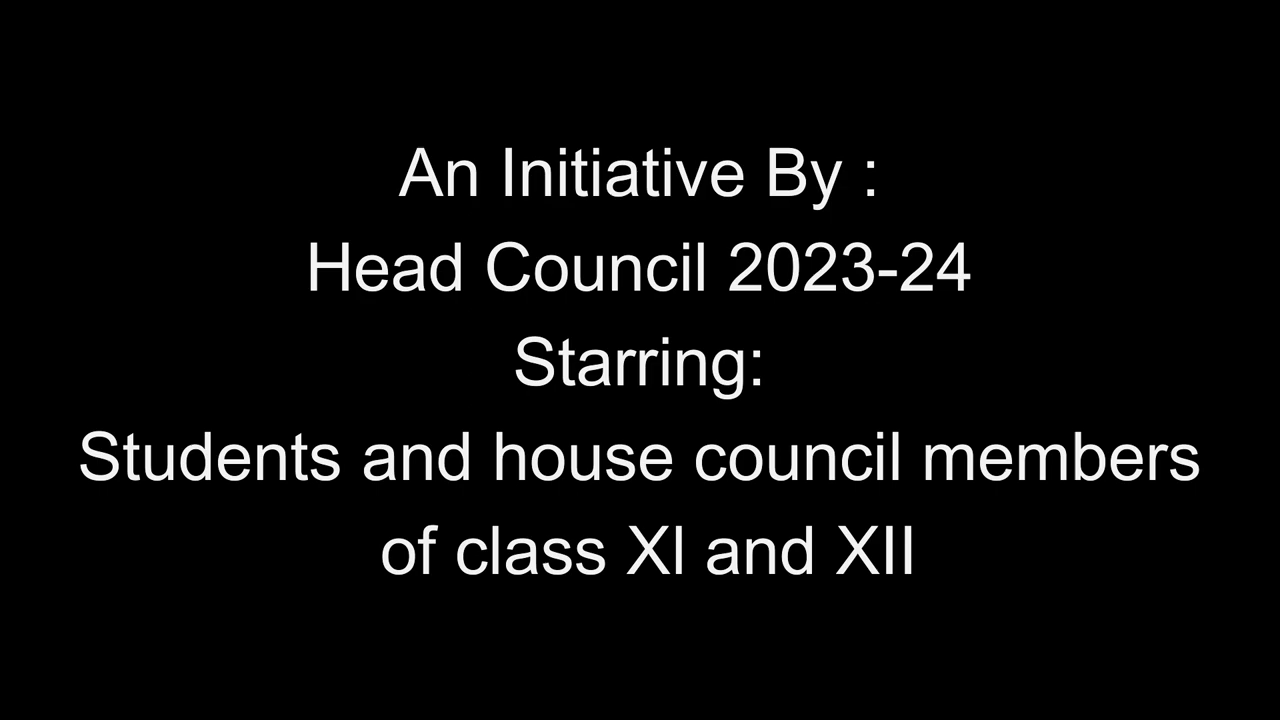 An Initiative By :
Head Council 2023-24
Starring:
Students and house council members
of class XI and XII